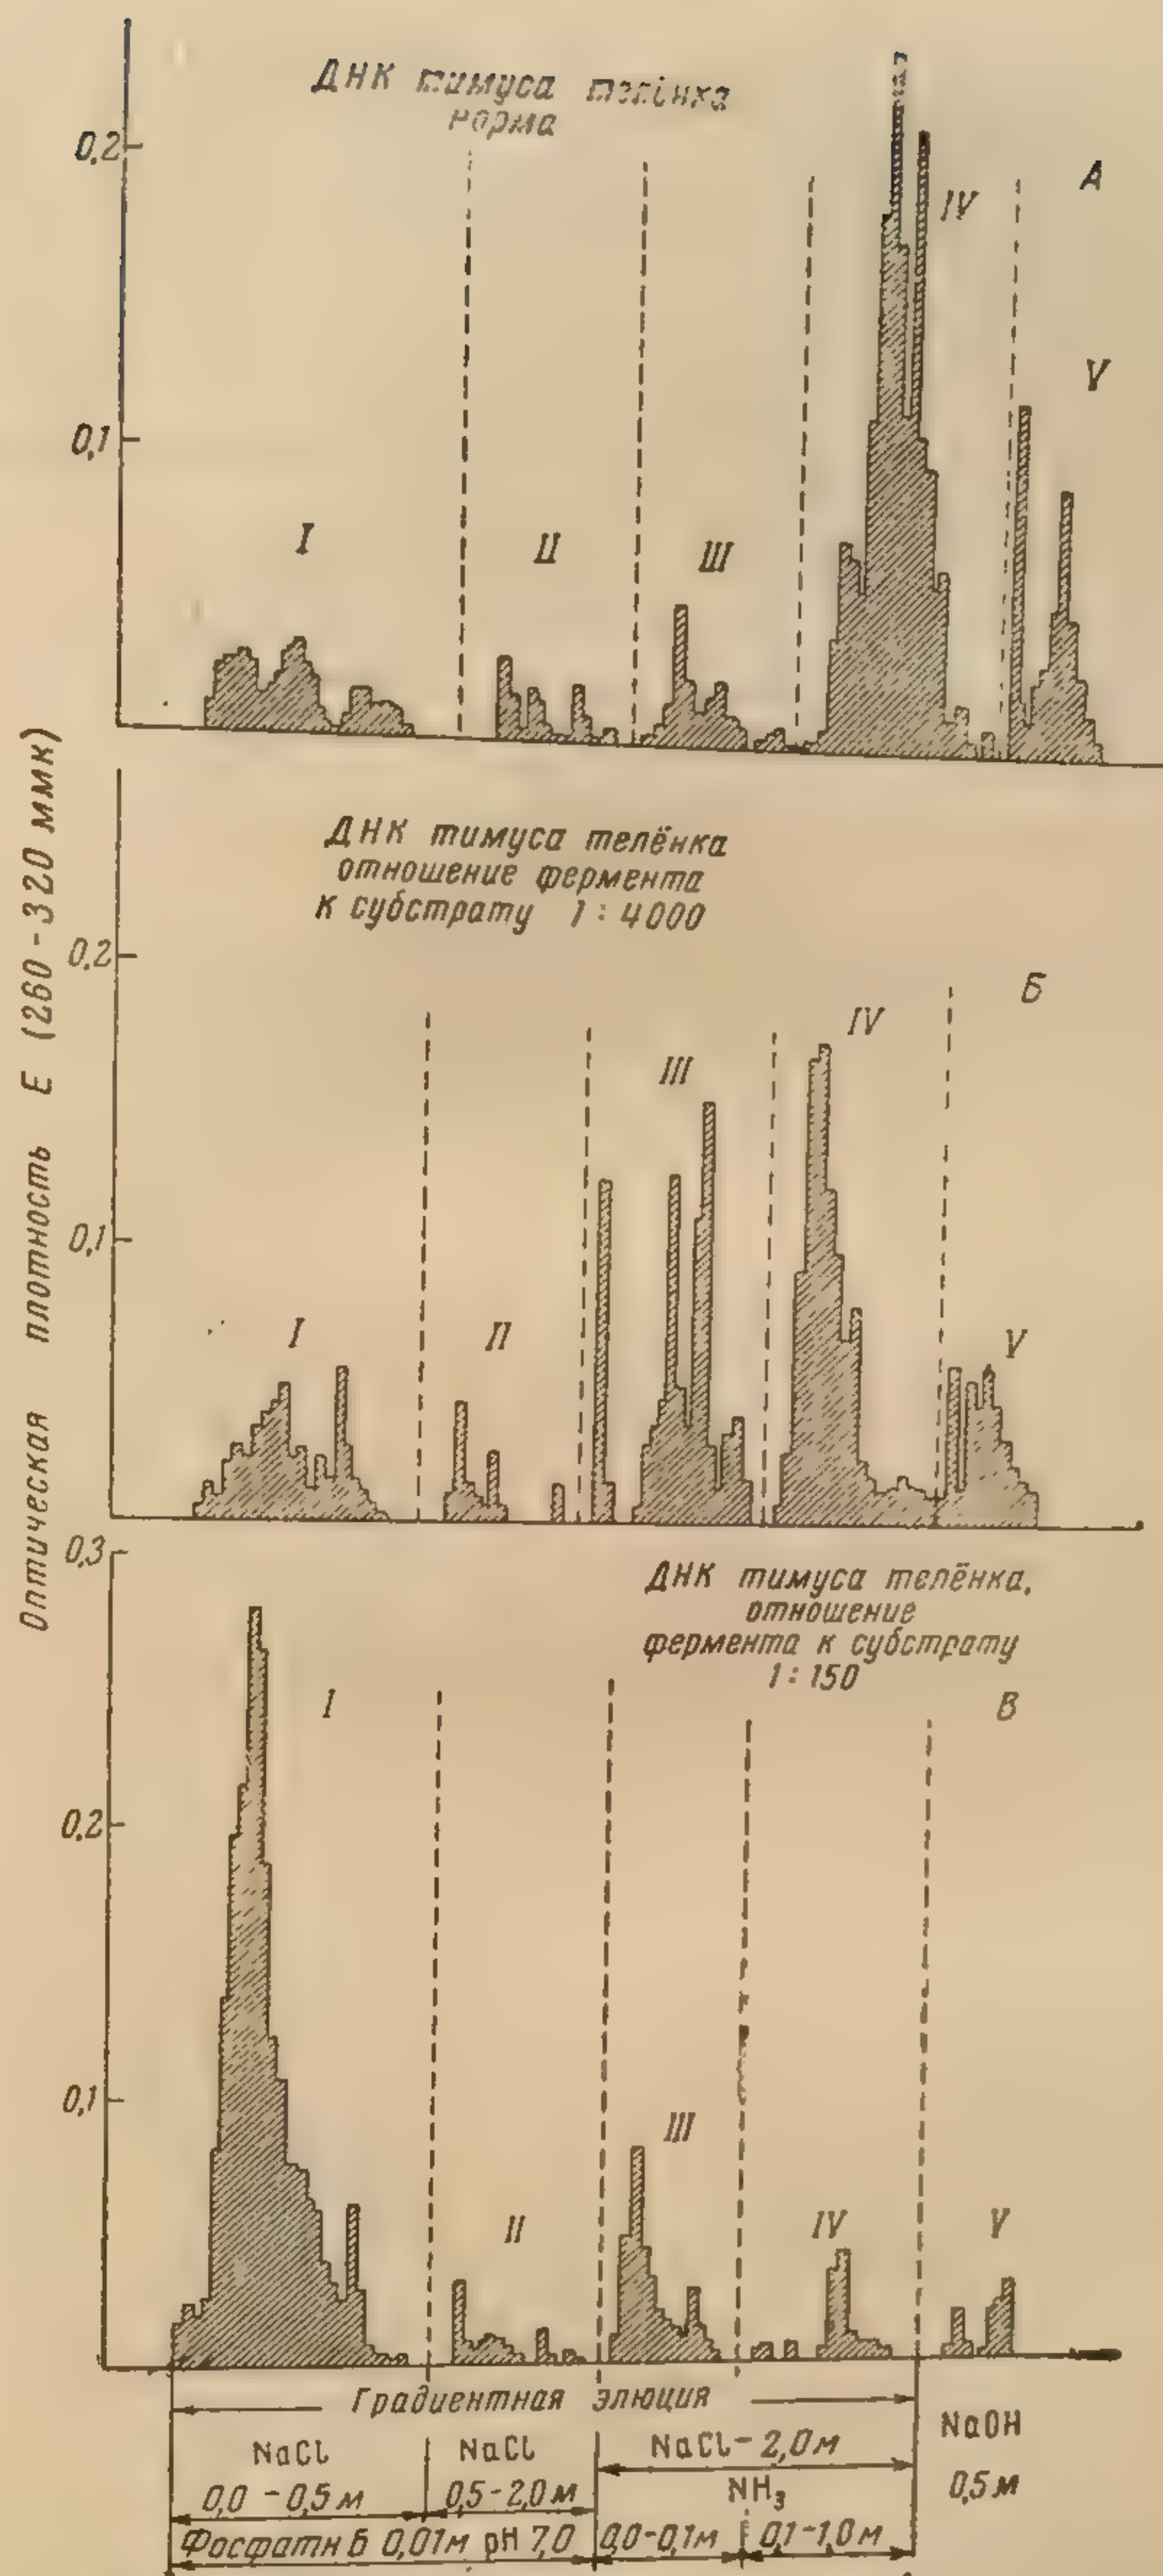 ДНК тимуса телёнка
норма
0,2
А
IV
V
0,1
I
II
III
Оптическая плотность Е (260-320 ммк)
ДНК тимуса телёнка
отношение фермента
к субстрату 1:4000
0,2
Б
IV
III
0,1
I
II
V
0,3
ДНК тимуса телёнка,
отношение
фермента к субстрату
1:150
I
В
0,2
0,1
III
II
IV
V
Градиентная элюция
NaOH
0,5 м
NaCl
0,0-0,5 м
NaCl
0,5-2,0 м
NaCl-2,0 м
NH₃
Фосфатн Б 0,01 м pH 7,0
0,0-0,1 м
0,1-1,0 м